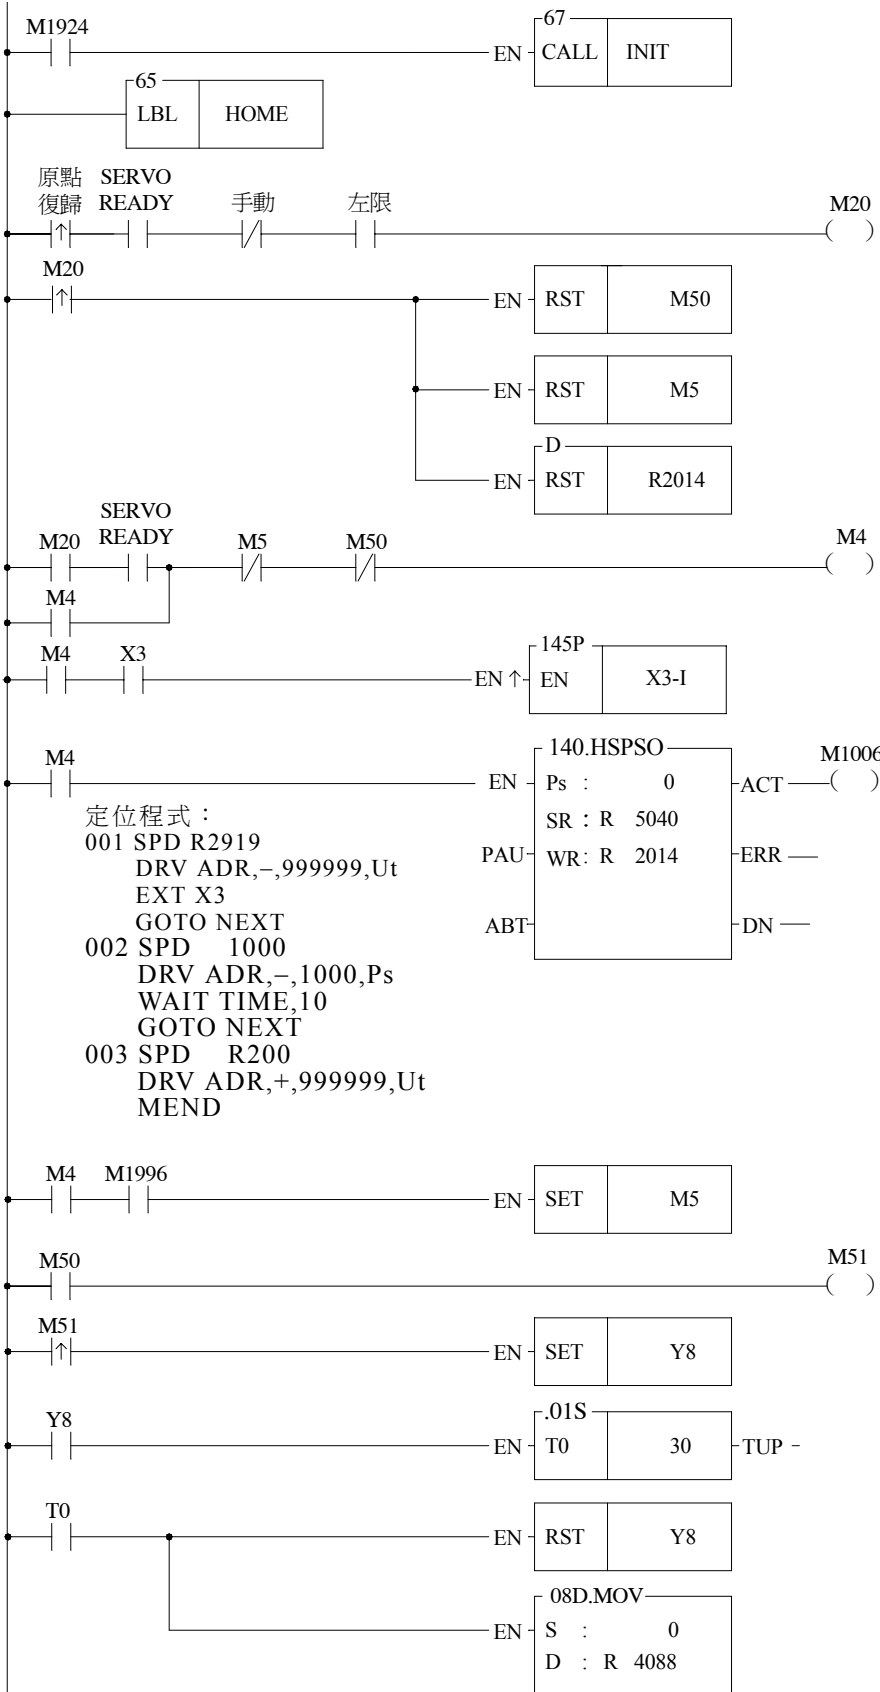 M1924
67
EN CALL INIT
65
LBL HOME
原點 SERVO
復歸 READY 手動 左限 M20
( )
M20
EN RST M50
EN RST M5
D
EN RST R2014
SERVO
M20 READY M5 M50 M4
( )
M4
M4 X3 145P
EN↑ EN X3-I
M4 140.HSPSO M1006
EN Ps : 0 ACT ( )
SR : R 5040
PAU WR: R 2014 ERR
ABT DN
定位程式：
001 SPD R2919
DRV ADR,−,999999,Ut
EXT X3
GOTO NEXT
002 SPD 1000
DRV ADR,−,1000,Ps
WAIT TIME,10
GOTO NEXT
003 SPD R200
DRV ADR,+,999999,Ut
MEND
M4 M1996
EN SET M5
M50 M51
( )
M51
EN SET Y8
Y8 .01S
EN T0 30 TUP
T0
EN RST Y8
08D.MOV
EN S : 0
D : R 4088